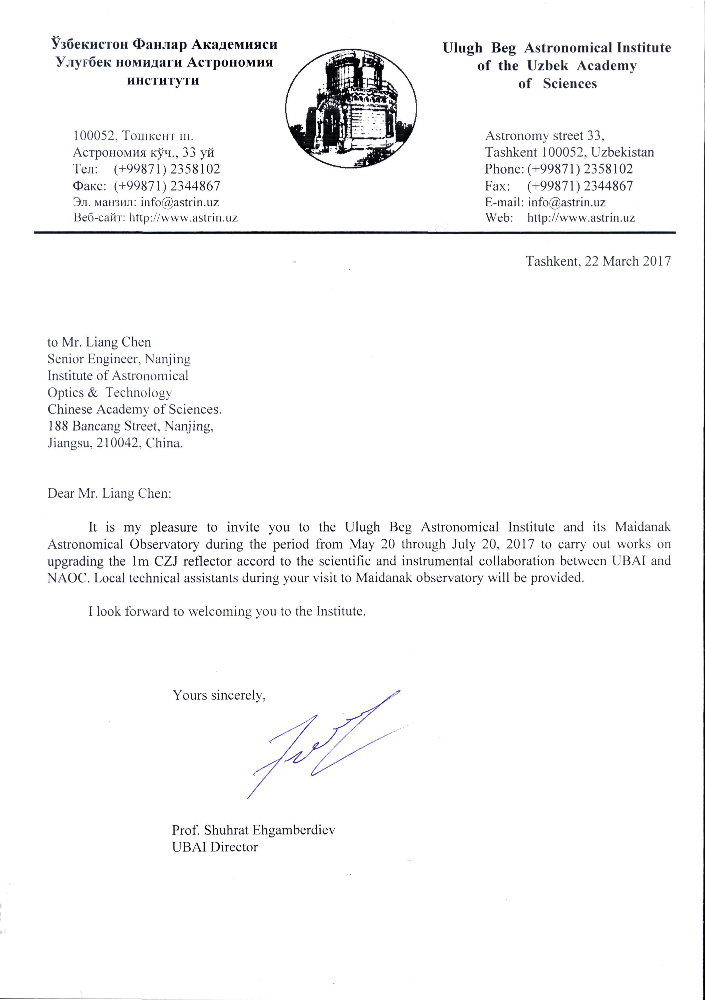 Ўзбекистон Фанлар Академияси
Улуғбек номидаги Астрономия
институти
100052, Тошкент ш.
Астрономия кўч., 33 уй
Тел: (+99871) 2358102
Факс: (+99871) 2344867
Эл. манзил: info@astrin.uz
Веб-сайт: http://www.astrin.uz
Ulugh Beg Astronomical Institute
of the Uzbek Academy
of Sciences
Astronomy street 33,
Tashkent 100052, Uzbekistan
Phone: (+99871) 2358102
Fax: (+99871) 2344867
E-mail: info@astrin.uz
Web: http://www.astrin.uz
Tashkent, 22 March 2017
to Mr. Liang Chen
Senior Engineer, Nanjing
Institute of Astronomical
Optics & Technology
Chinese Academy of Sciences.
188 Bancang Street, Nanjing,
Jiangsu, 210042, China.
Dear Mr. Liang Chen:
It is my pleasure to invite you to the Ulugh Beg Astronomical Institute and its Maidanak
Astronomical Observatory during the period from May 20 through July 20, 2017 to carry out works on
upgrading the 1m CZJ reflector accord to the scientific and instrumental collaboration between UBAI and
NAOC. Local technical assistants during your visit to Maidanak observatory will be provided.
I look forward to welcoming you to the Institute.
Yours sincerely,
Prof. Shuhrat Ehgamberdiev
UBAI Director